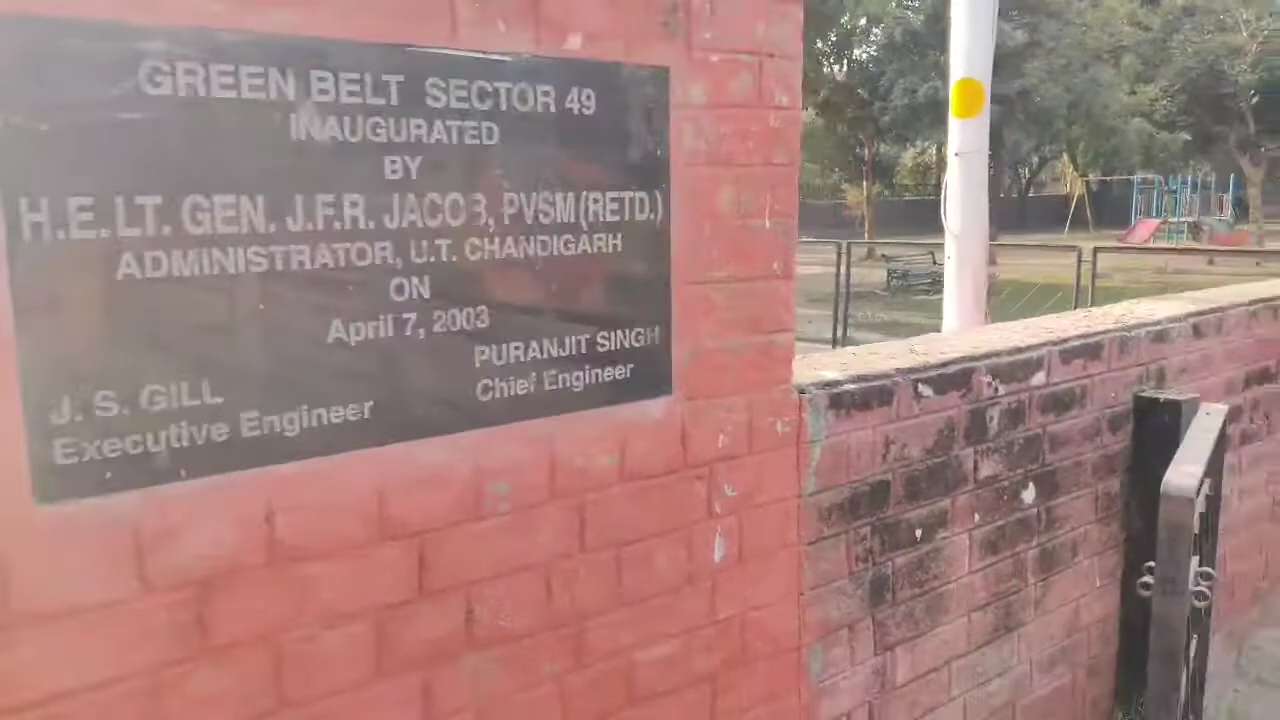 GREEN BELT SECTOR 49
INAUGURATED
BY
H.E. LT. GEN. J.F.R. JACOB, PVSM (RETD.)
ADMINISTRATOR, U.T. CHANDIGARH
ON
April 7, 2003
PURANJIT SINGH
Chief Engineer
J. S. GILL
Executive Engineer